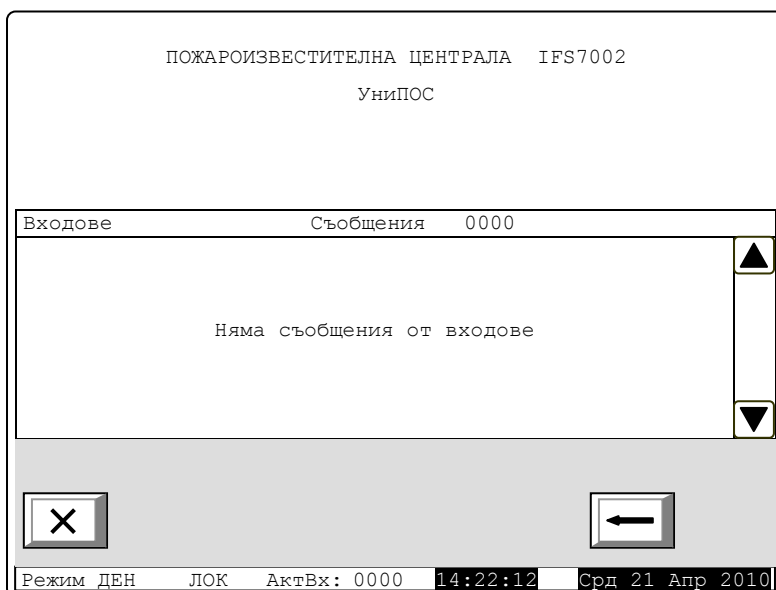 ПОЖАРОИЗВЕСТИТЕЛНА ЦЕНТРАЛА IFS7002
УниПОС
Входове Съобщения 0000
Няма съобщения от входове
Режим ДЕН ЛОК АктВх: 0000 14:22:12 Срд 21 Апр 2010